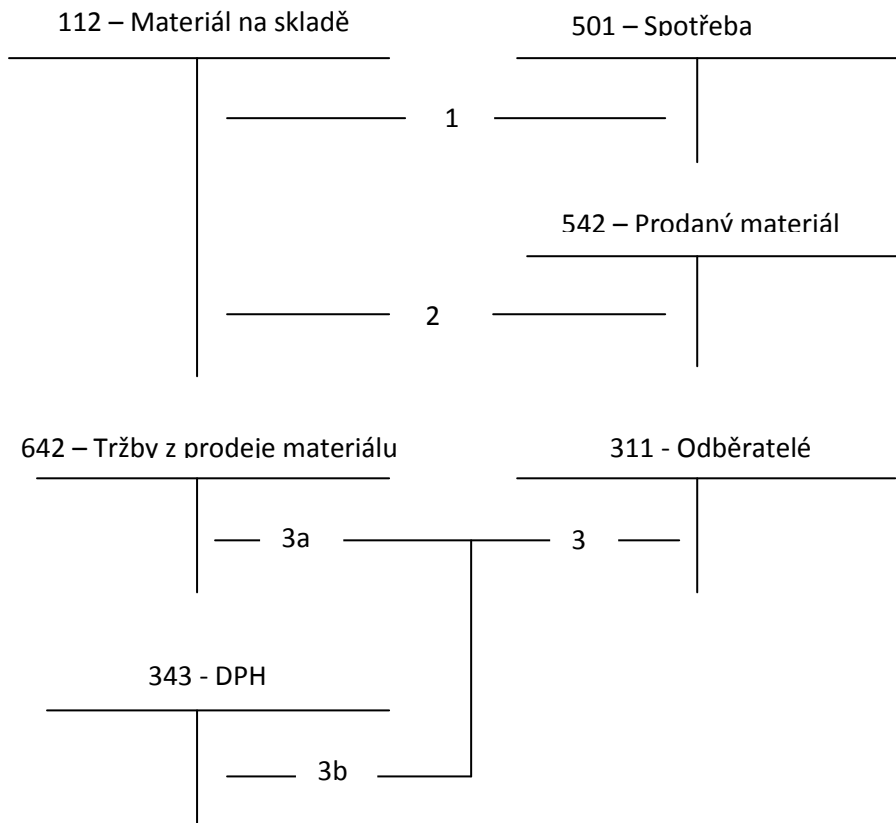 112 – Materiál na skladě
501 – Spotřeba
1
542 – Prodaný materiál
2
642 – Tržby z prodeje materiálu
311 - Odběratelé
3a
3
343 - DPH
3b